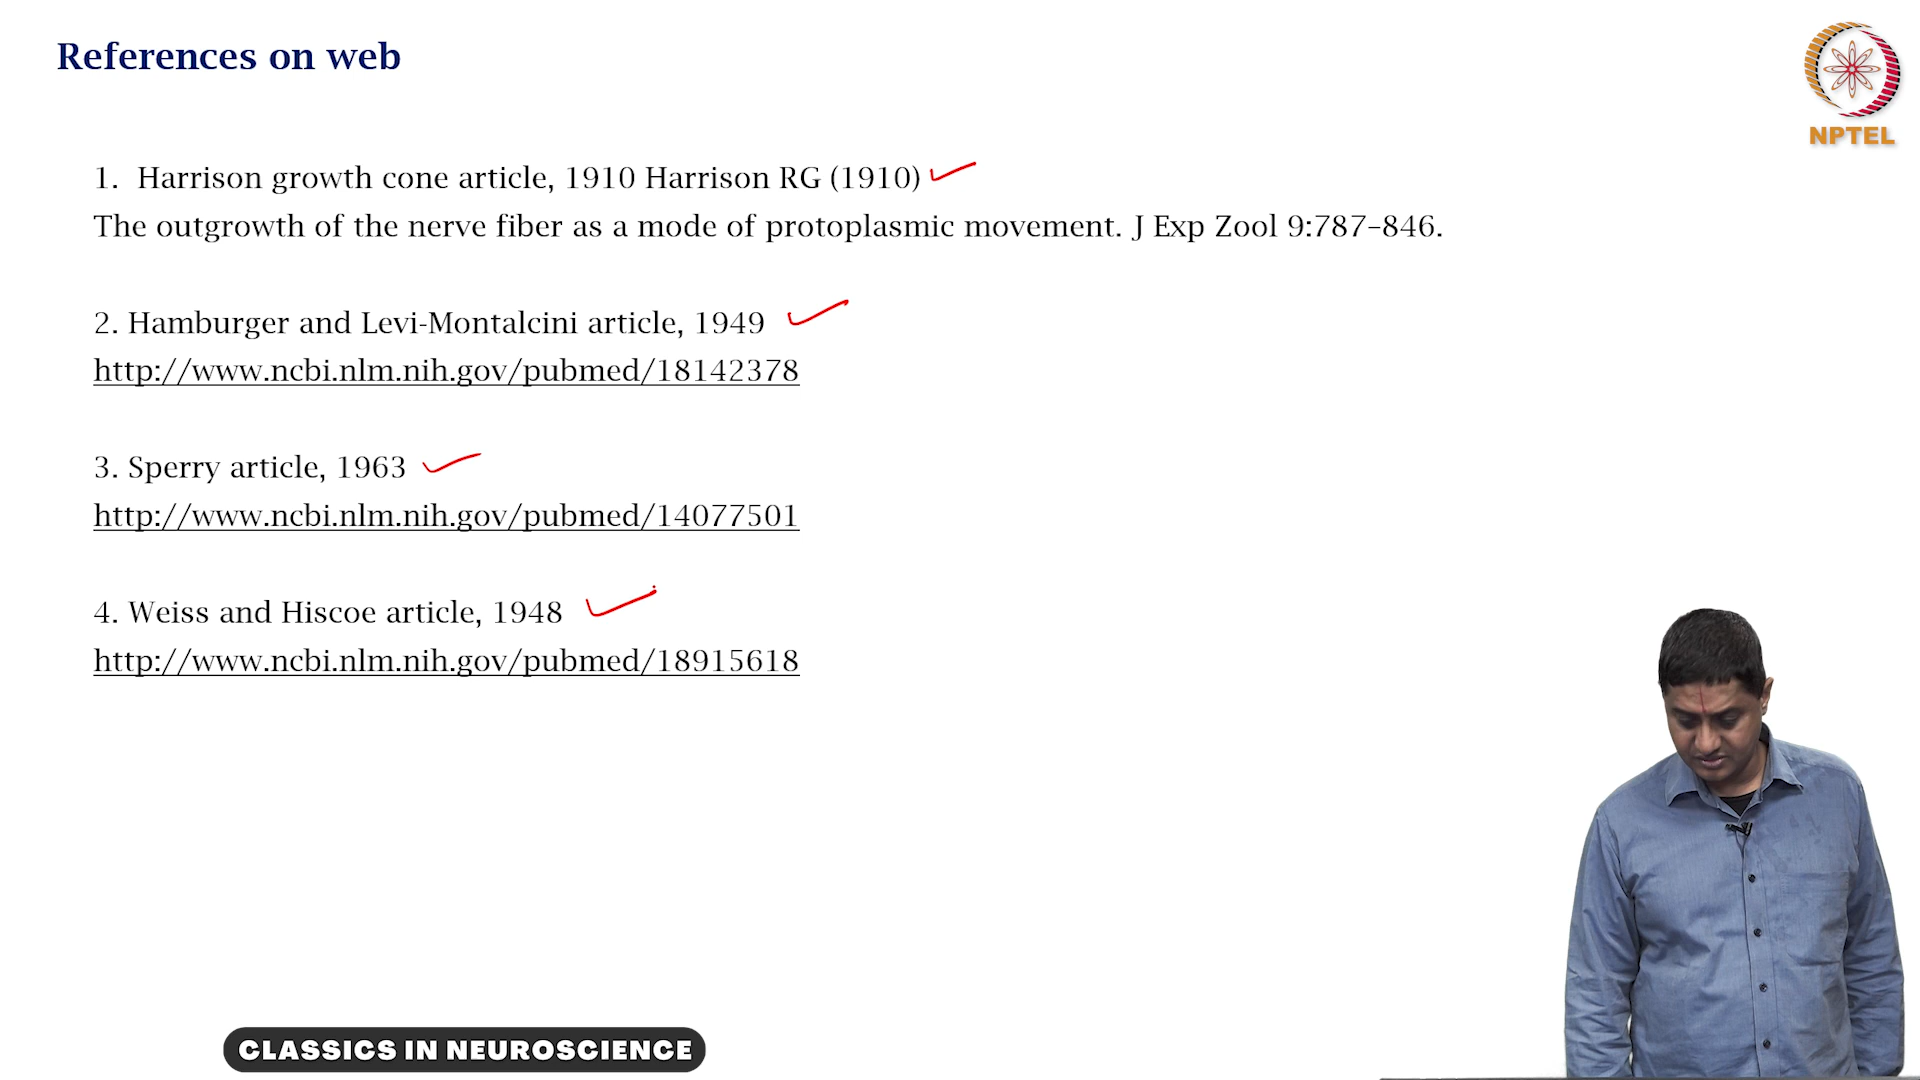 References on web
NPTEL
1. Harrison growth cone article, 1910 Harrison RG (1910)
The outgrowth of the nerve fiber as a mode of protoplasmic movement. J Exp Zool 9:787–846.
2. Hamburger and Levi-Montalcini article, 1949
http://www.ncbi.nlm.nih.gov/pubmed/18142378
3. Sperry article, 1963
http://www.ncbi.nlm.nih.gov/pubmed/14077501
4. Weiss and Hiscoe article, 1948
http://www.ncbi.nlm.nih.gov/pubmed/18915618
CLASSICS IN NEUROSCIENCE